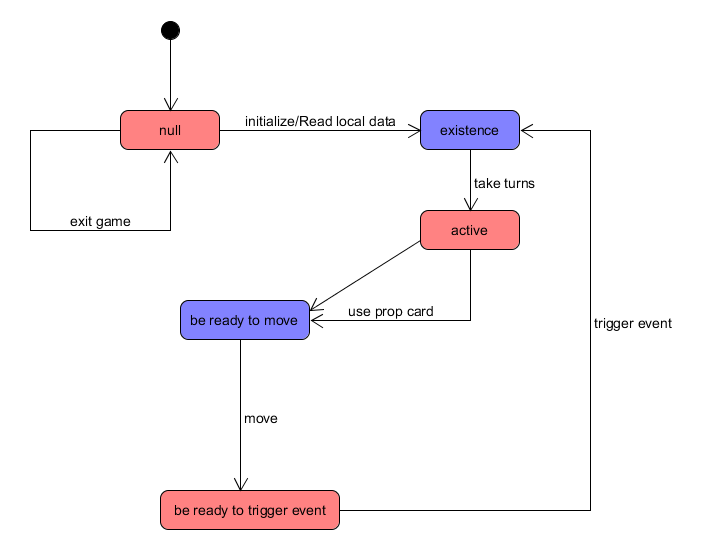 null
initialize/Read local data
existence
take turns
exit game
active
be ready to move
use prop card
trigger event
move
be ready to trigger event